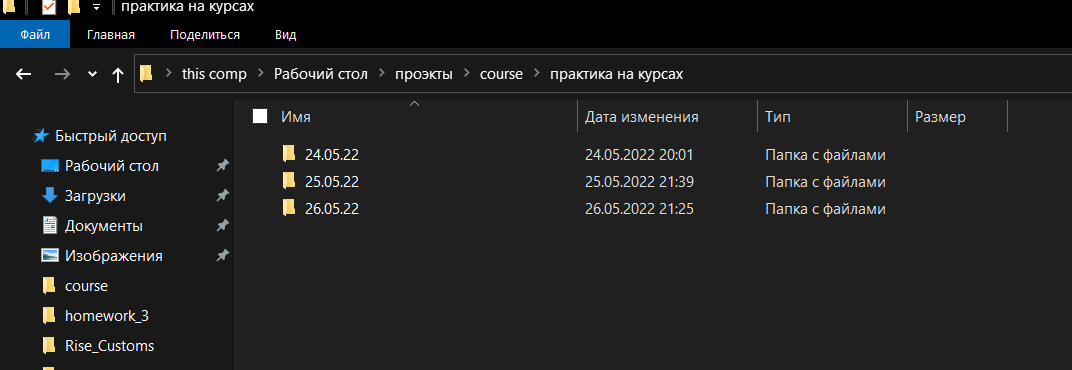 практика на курсах
Файл Главная Поделиться Вид
this comp Рабочий стол проэкты course практика на курсах
Имя Дата изменения Тип Размер
Быстрый доступ
Рабочий стол
Загрузки
Документы
Изображения
course
homework_3
Rise_Customs
24.05.22 24.05.2022 20:01 Папка с файлами
25.05.22 25.05.2022 21:39 Папка с файлами
26.05.22 26.05.2022 21:25 Папка с файлами